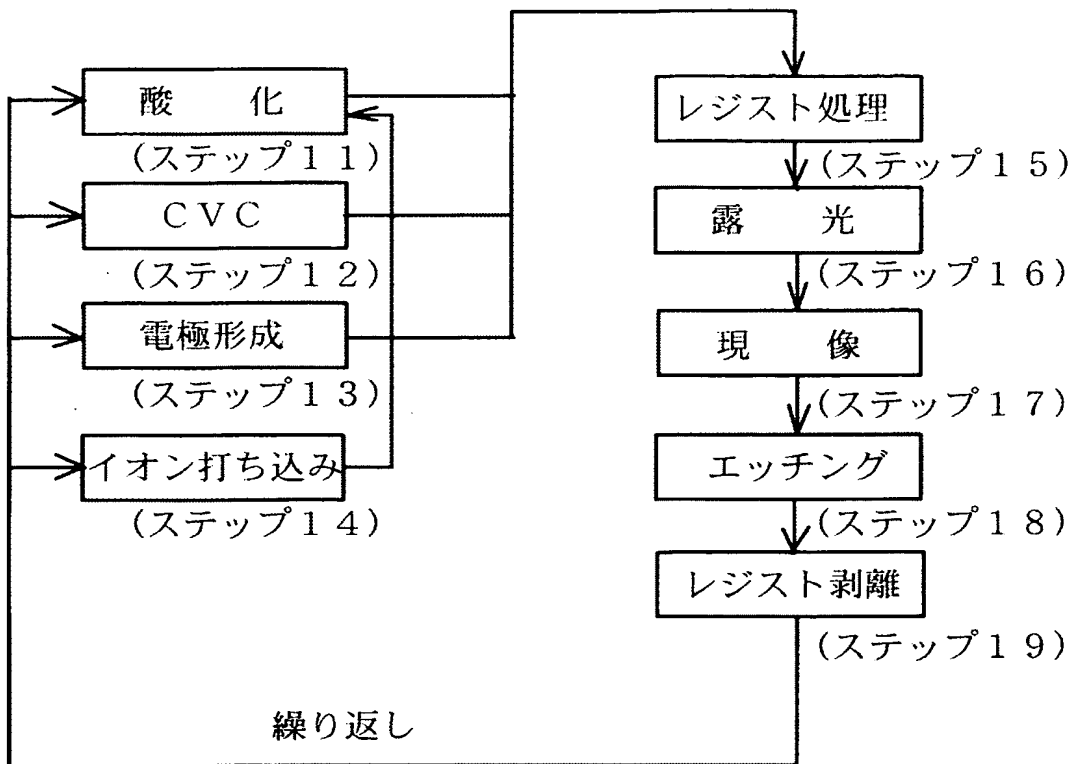 酸　　化
(ステップ１１)
ＣＶＣ
(ステップ１２)
電極形成
(ステップ１３)
イオン打ち込み
(ステップ１４)
レジスト処理
(ステップ１５)
露　　光
(ステップ１６)
現　　像
(ステップ１７)
エッチング
(ステップ１８)
レジスト剥離
(ステップ１９)
繰り返し